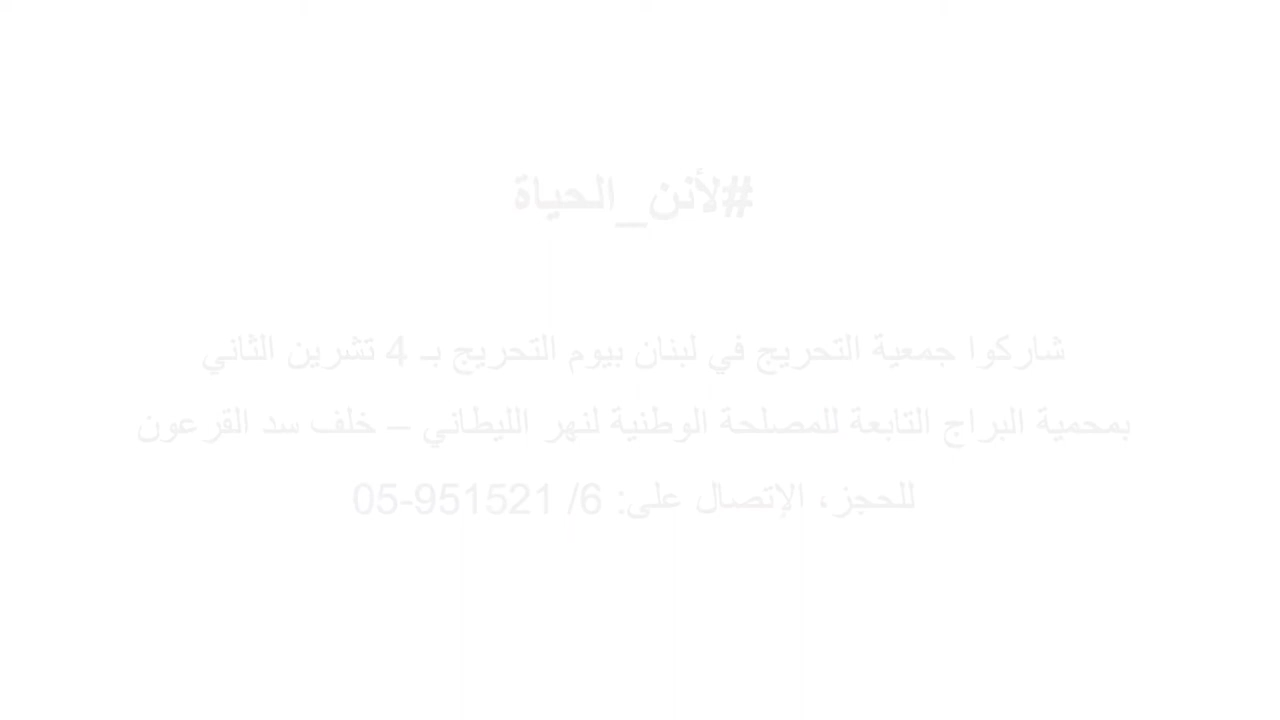 #لأنن_الحياة
شاركوا جمعية التحريج في لبنان بيوم التحريج بـ 4 تشرين الثاني
بمحمية البراج التابعة للمصلحة الوطنية لنهر الليطاني – خلف سد القرعون
للحجز، الإتصال على: 6/ 951521-05